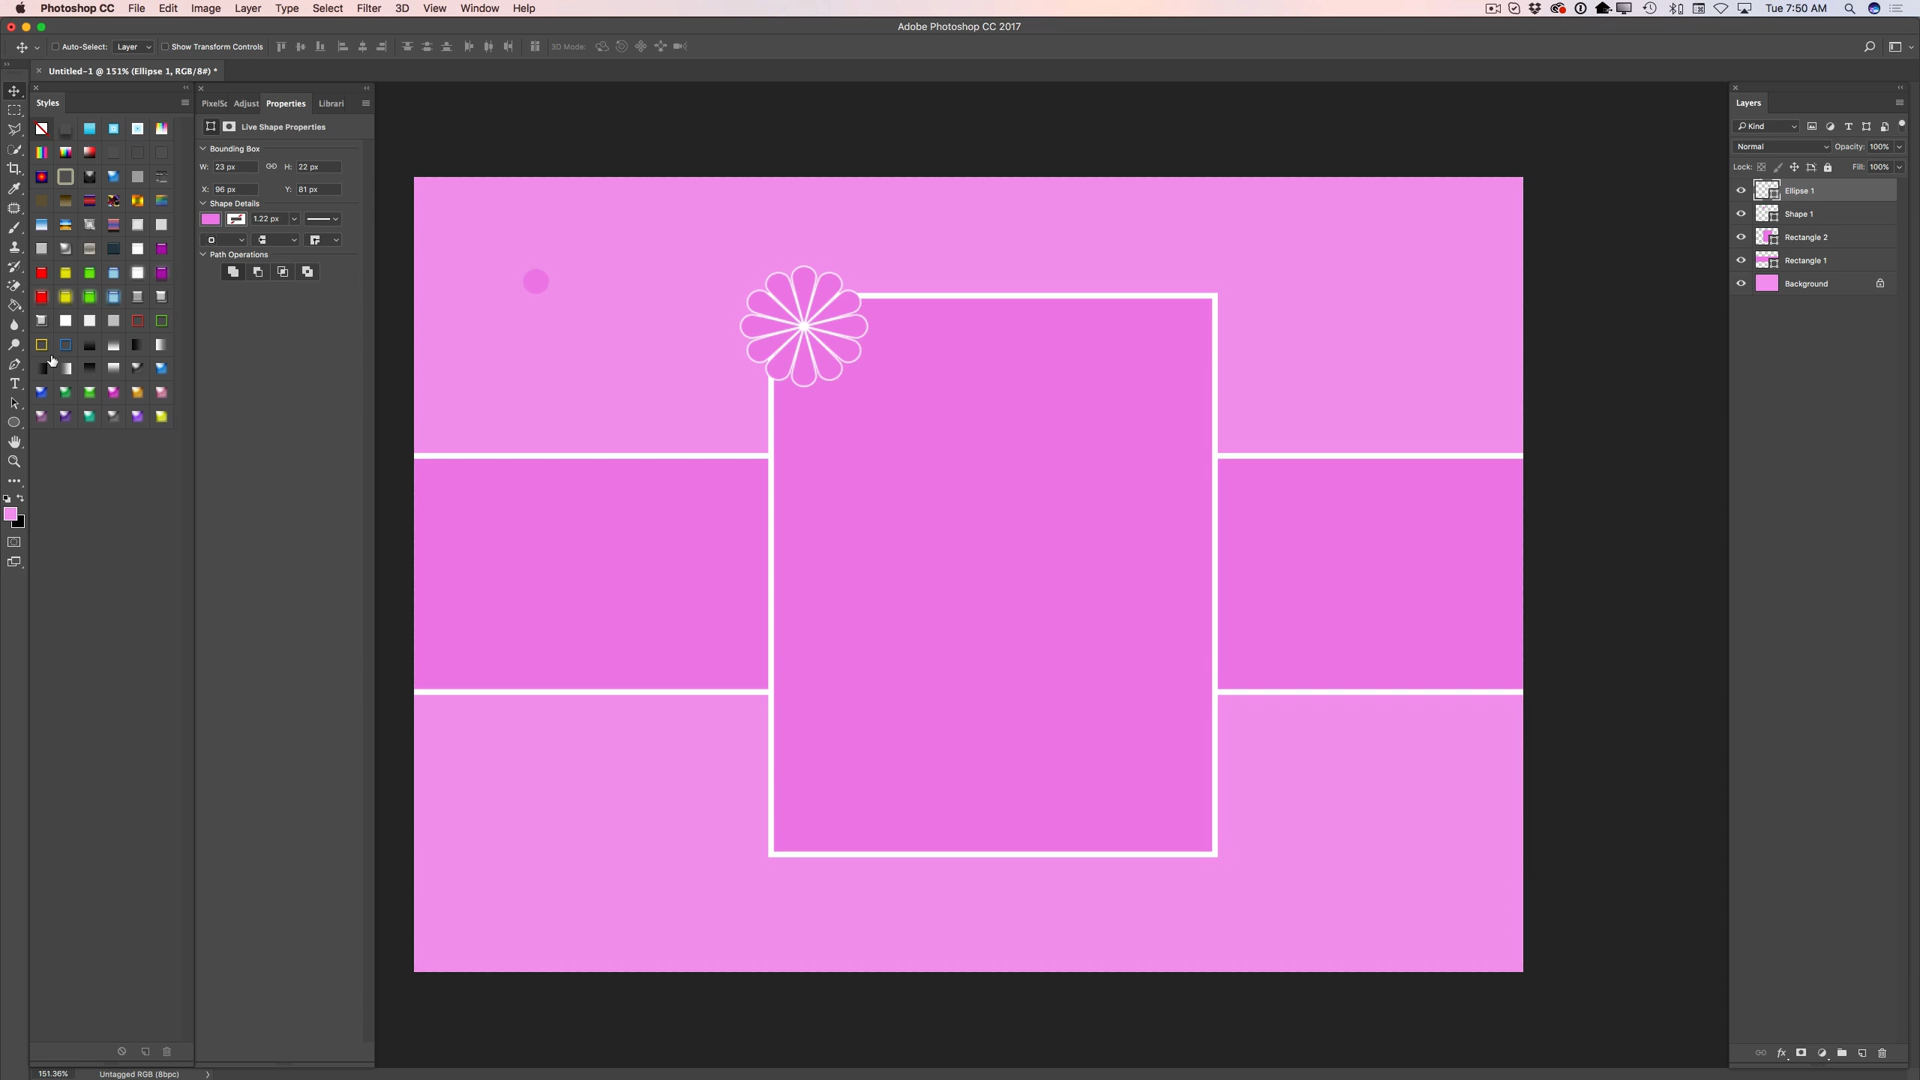 Photoshop CC File Edit Image Layer Type Select Filter 3D View Window Help Tue 7:50 AM
Adobe Photoshop CC 2017
Auto-Select: Layer Show Transform Controls 3D Mode:
Untitled-1 @ 151% (Ellipse 1, RGB/8#) *
Styles
PixelSc Adjust Properties Librari
Live Shape Properties
Bounding Box
W: 23 px H: 22 px
X: 96 px Y: 81 px
Shape Details
1.22 px
Path Operations
Layers
Kind
Normal Opacity: 100%
Lock: Fill: 100%
Ellipse 1
Shape 1
Rectangle 2
Rectangle 1
Background
T
151.36% Untagged RGB (8bpc)